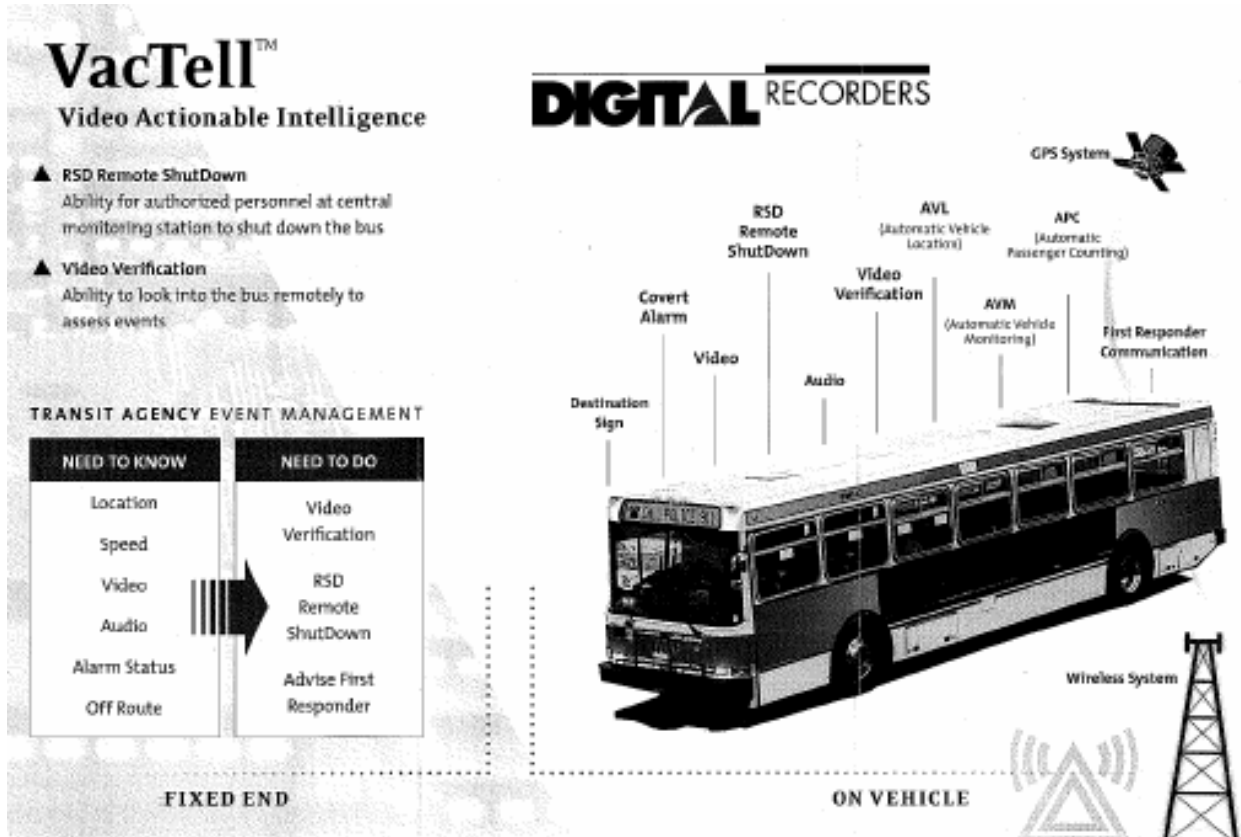 VacTell™
Video Actionable Intelligence
▲ RSD Remote ShutDown
Ability for authorized personnel at central
monitoring station to shut down the bus
▲ Video Verification
Ability to look into the bus remotely to
assess events
TRANSIT AGENCY EVENT MANAGEMENT
NEED TO KNOW
Location
Speed
Video
Audio
Alarm Status
Off Route
NEED TO DO
Video
Verification
RSD
Remote
ShutDown
Advise First
Responder
FIXED END
DIGITAL RECORDERS
GPS System
Destination
Sign
Covert
Alarm
Video
RSD
Remote
ShutDown
Audio
Video
Verification
AVL
(Automatic Vehicle
Location)
AVM
(Automatic Vehicle
Monitoring)
APC
(Automatic
Passenger Counting)
First Responder
Communication
CALL POLICE 911
Wireless System
ON VEHICLE